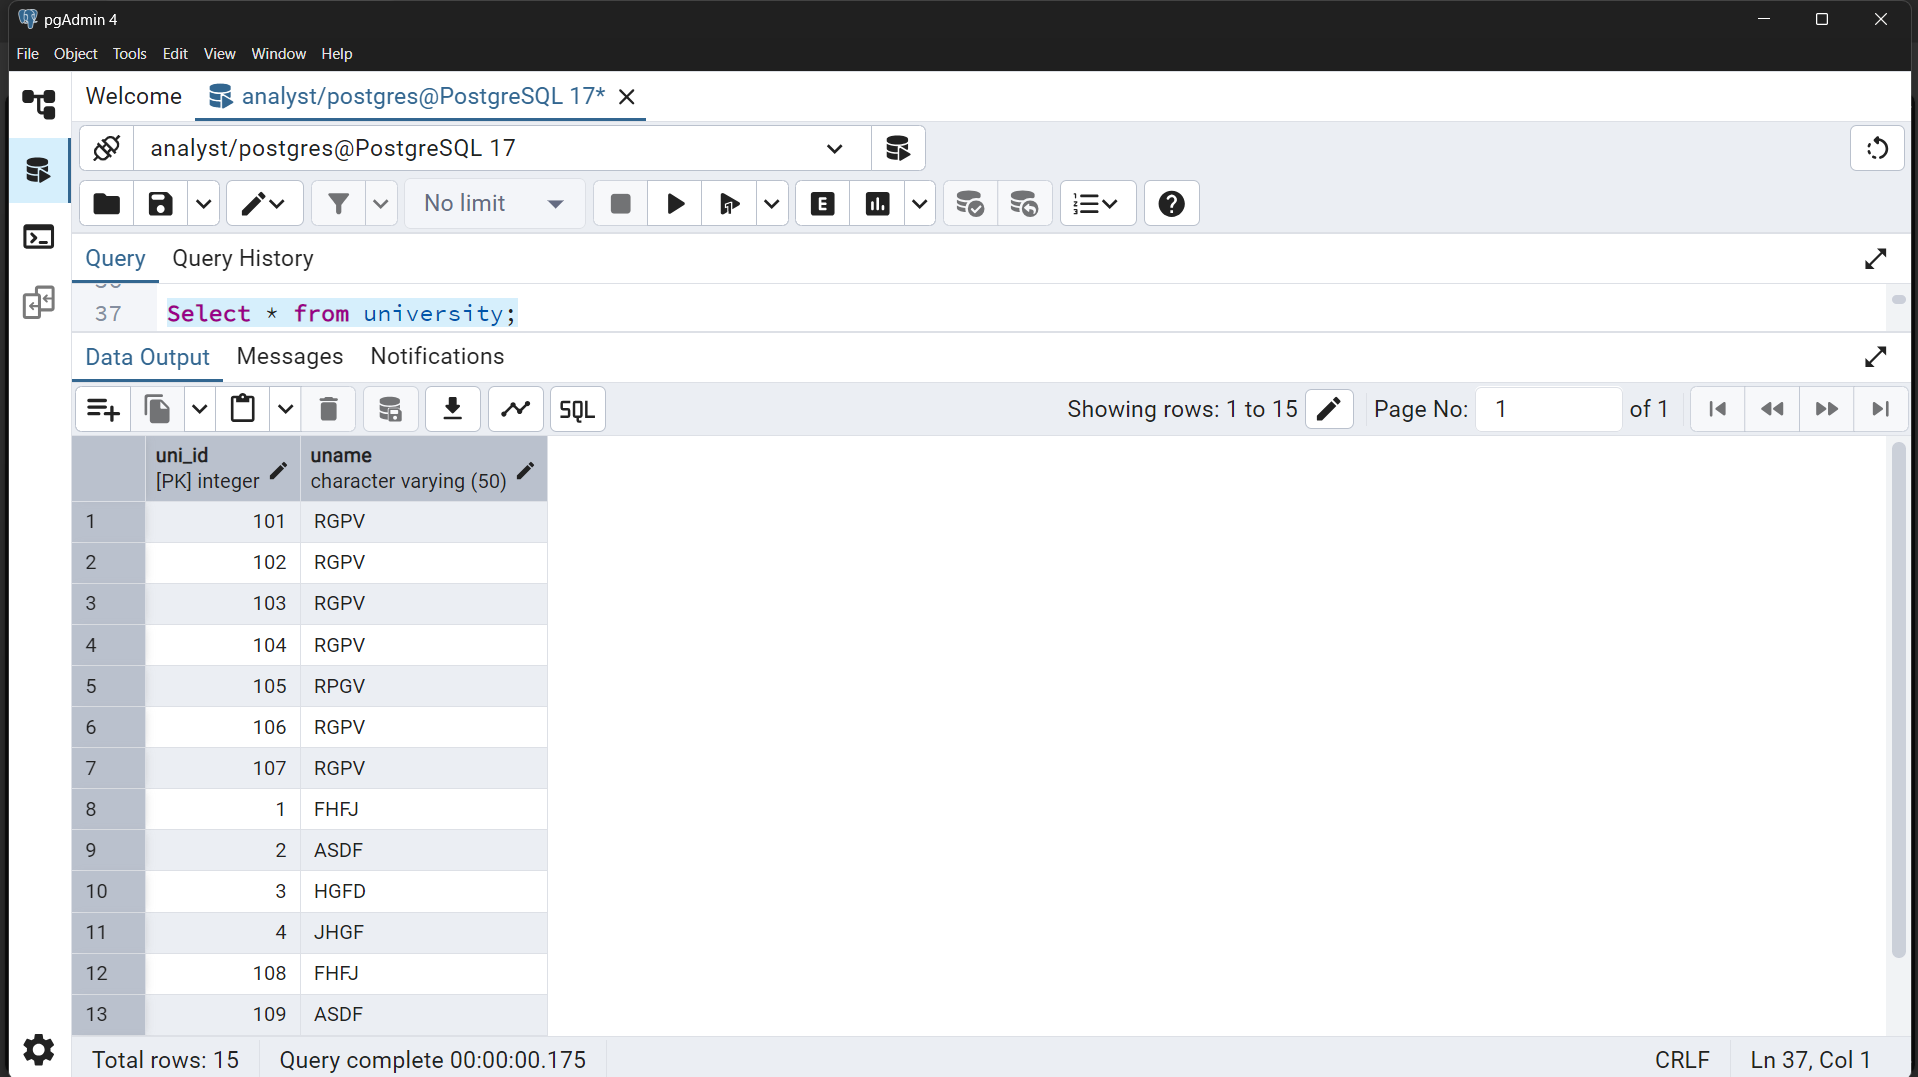 pgAdmin 4
File Object Tools Edit View Window Help
Welcome analyst/postgres@PostgreSQL 17*
analyst/postgres@PostgreSQL 17
No limit
Query Query History
37 Select * from university;
Data Output Messages Notifications
SQL Showing rows: 1 to 15 Page No: 1 of 1
uni_id uname
[PK] integer character varying (50)
1 101 RGPV
2 102 RGPV
3 103 RGPV
4 104 RGPV
5 105 RPGV
6 106 RGPV
7 107 RGPV
8 1 FHFJ
9 2 ASDF
10 3 HGFD
11 4 JHGF
12 108 FHFJ
13 109 ASDF
Total rows: 15 Query complete 00:00:00.175 CRLF Ln 37, Col 1